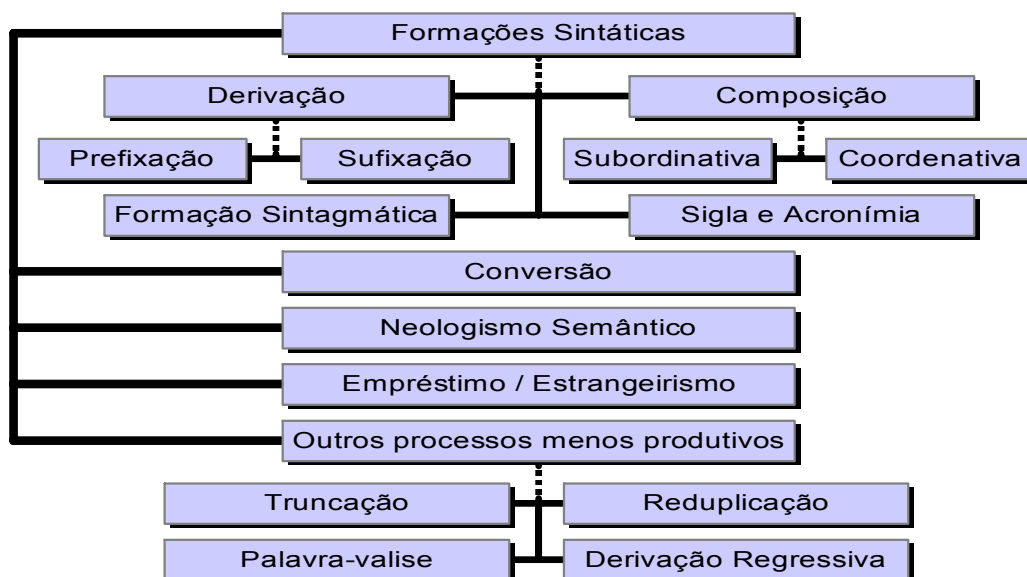 Formações Sintáticas
Derivação
Composição
Prefixação
Sufixação
Subordinativa
Coordenativa
Formação Sintagmática
Sigla e Acronímia
Conversão
Neologismo Semântico
Empréstimo / Estrangeirismo
Outros processos menos produtivos
Truncação
Reduplicação
Palavra-valise
Derivação Regressiva